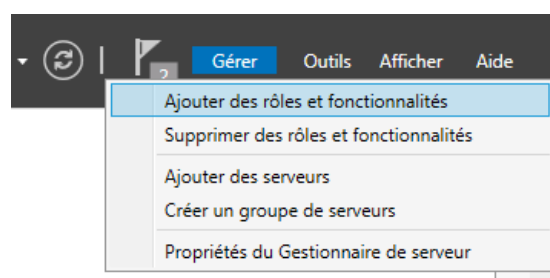 2 Gérer Outils Afficher Aide
Ajouter des rôles et fonctionnalités
Supprimer des rôles et fonctionnalités
Ajouter des serveurs
Créer un groupe de serveurs
Propriétés du Gestionnaire de serveur